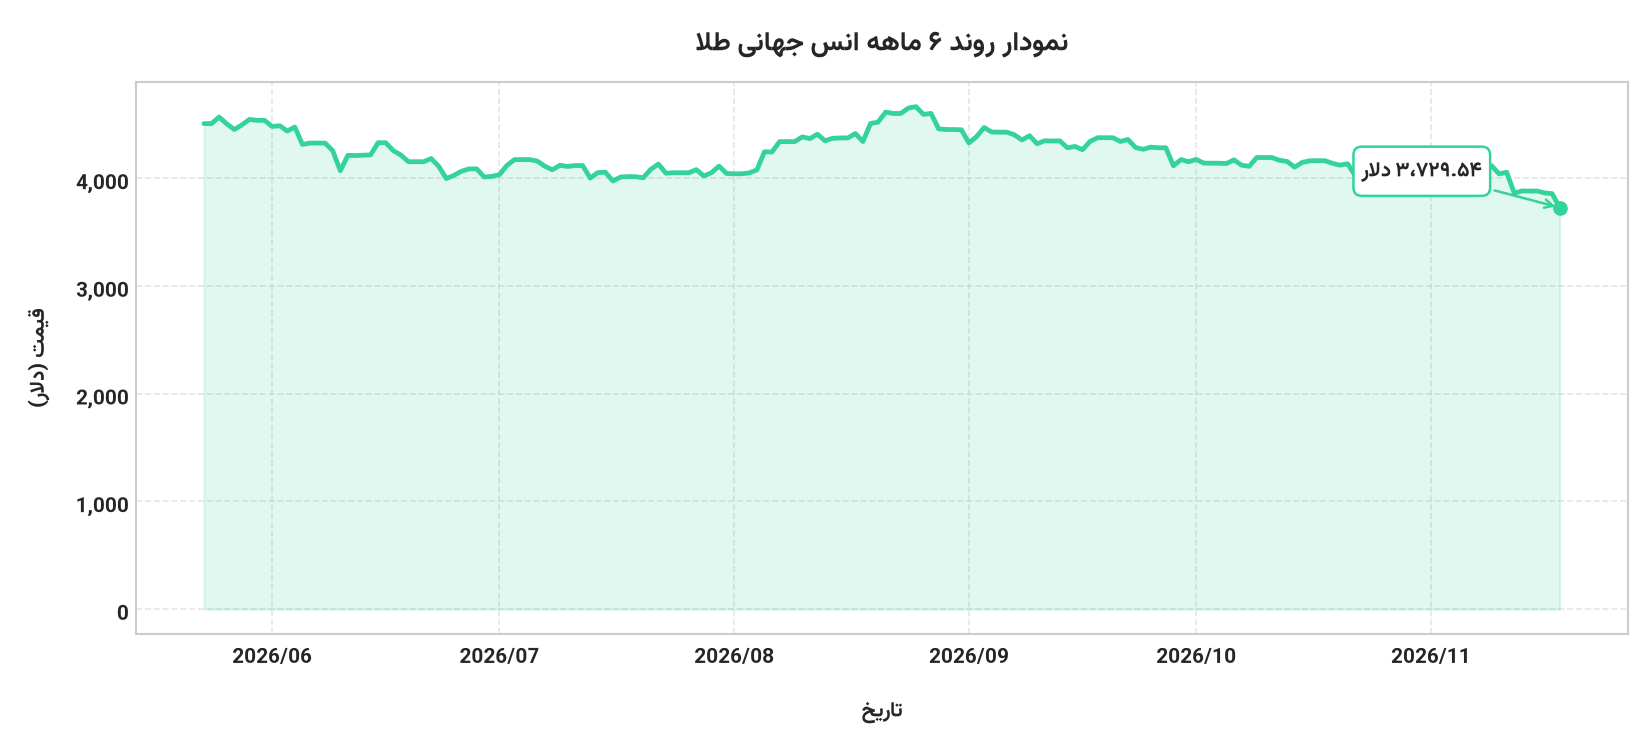 نمودار روند ۶ ماهه انس جهانی طلا
قیمت (دلار)
4,000
3,000
2,000
1,000
0
۳،۷۲۹.۵۴ دلار
2026/06
2026/07
2026/08
2026/09
2026/10
2026/11
تاریخ